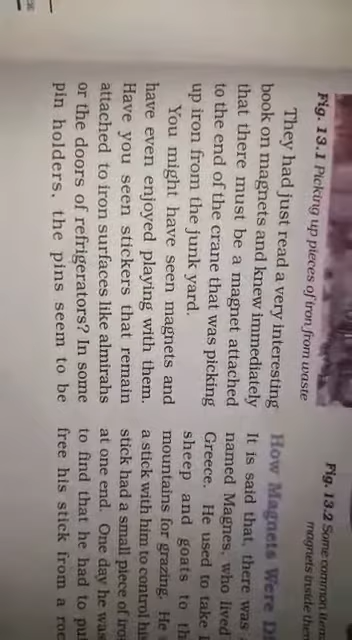 Fig. 13.1 Picking up pieces of iron from waste
They had just read a very interesting
book on magnets and knew immediately
that there must be a magnet attached
to the end of the crane that was picking
up iron from the junk yard.
You might have seen magnets and
have even enjoyed playing with them.
Have you seen stickers that remain
attached to iron surfaces like almirahs
or the doors of refrigerators? In some
pin holders, the pins seem to be
Fig. 13.2 Some common
magnets inside
How Magnets Were
It is said that, there was
named Magnes, who lived
Greece. He used to take
sheep and goats to
mountains for grazing. He
a stick with him to control
stick had a small piece of
at one end. One day he was
to find that he had to
free his stick from a